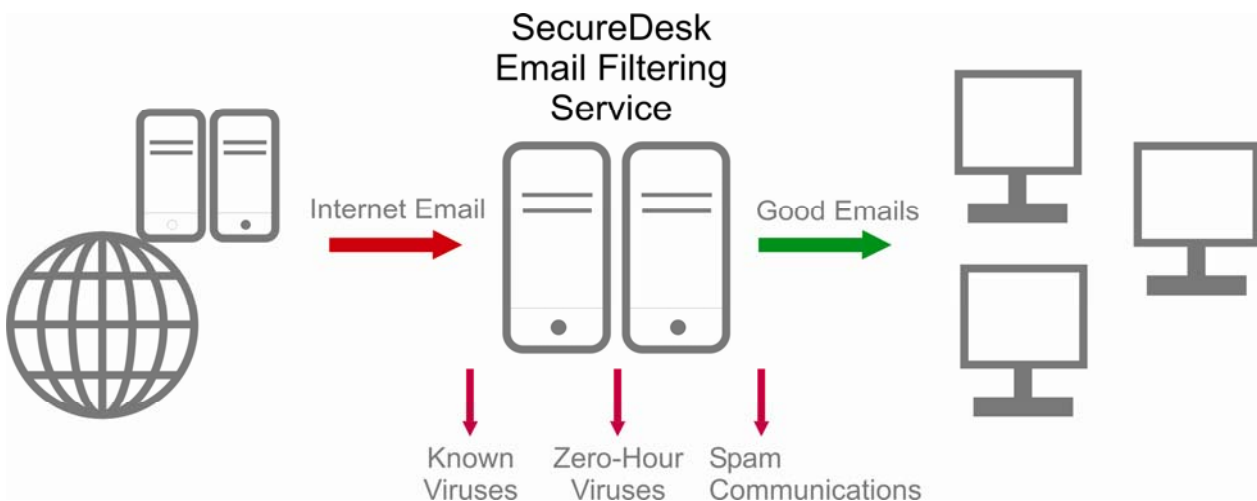 SecureDesk
Email Filtering
Service
Internet Email
Good Emails
Known
Viruses
Zero-Hour
Viruses
Spam
Communications